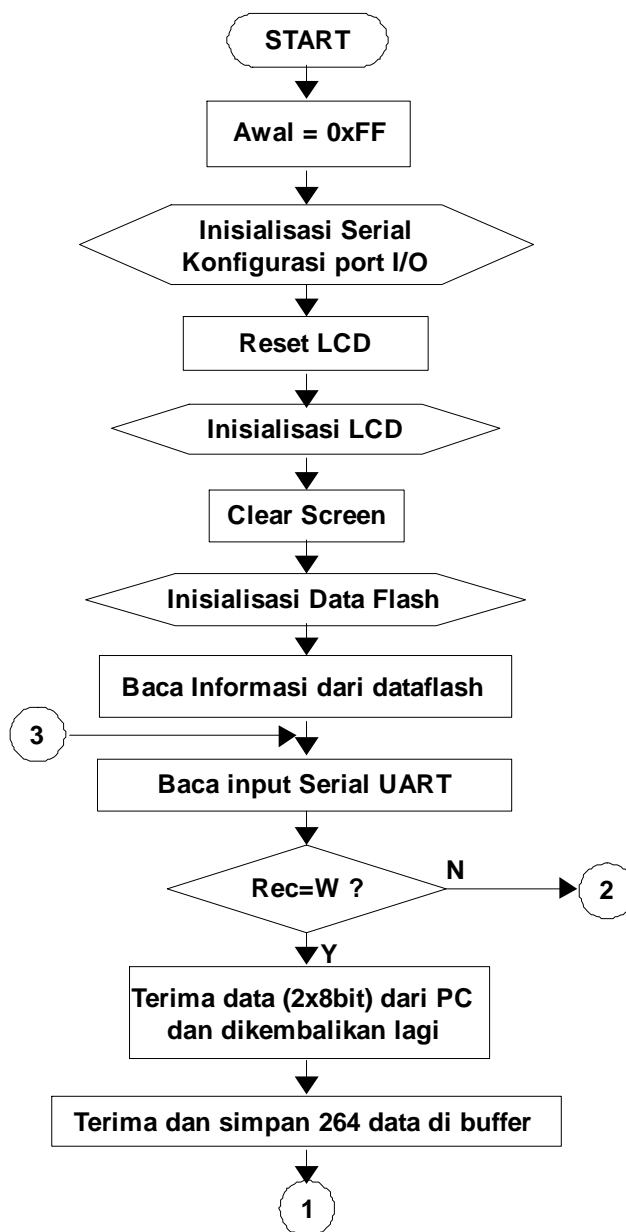 START
Awal = 0xFF
Inisialisasi Serial
Konfigurasi port I/O
Reset LCD
Inisialisasi LCD
Clear Screen
Inisialisasi Data Flash
Baca Informasi dari dataflash
3
Baca input Serial UART
Rec=W ?
N
2
Y
Terima data (2x8bit) dari PC
dan dikembalikan lagi
Terima dan simpan 264 data di buffer
1